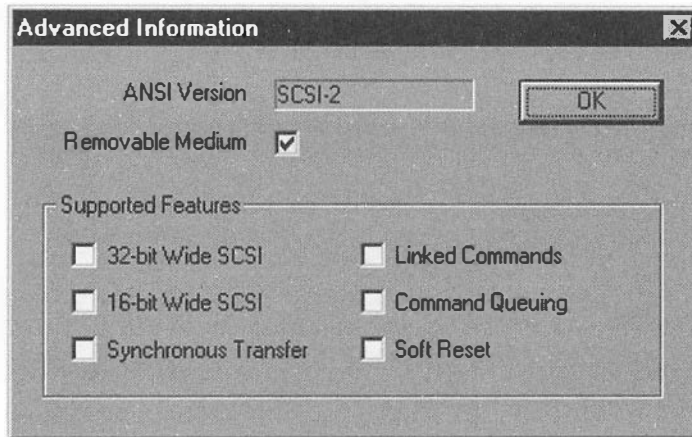 Advanced Information
ANSI Version SCSI-2 OK
Removable Medium
Supported Features
32-bit Wide SCSI Linked Commands
16-bit Wide SCSI Command Queuing
Synchronous Transfer Soft Reset